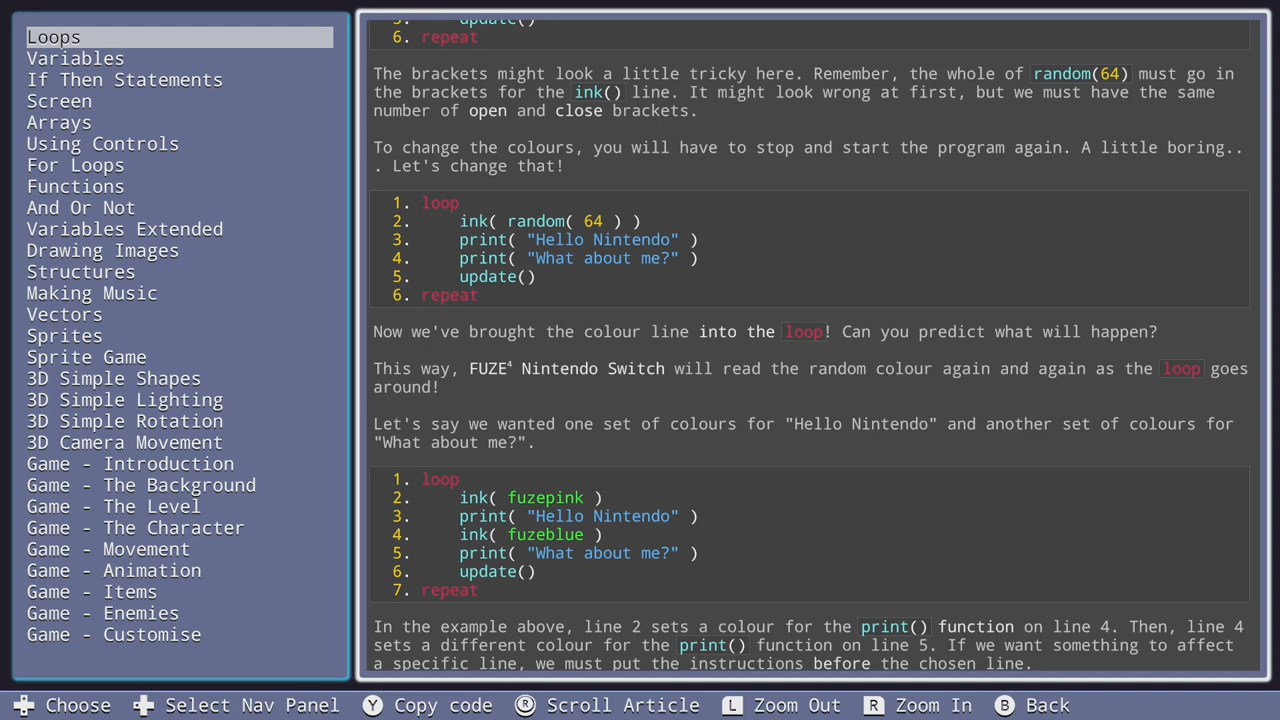 Loops
Variables
If Then Statements
Screen
Arrays
Using Controls
For Loops
Functions
And Or Not
Variables Extended
Drawing Images
Structures
Making Music
Vectors
Sprites
Sprite Game
3D Simple Shapes
3D Simple Lighting
3D Simple Rotation
3D Camera Movement
Game - Introduction
Game - The Background
Game - The Level
Game - The Character
Game - Movement
Game - Animation
Game - Items
Game - Enemies
Game - Customise
5. update()
6. repeat
The brackets might look a little tricky here. Remember, the whole of random(64) must go in
the brackets for the ink() line. It might look wrong at first, but we must have the same
number of open and close brackets.
To change the colours, you will have to stop and start the program again. A little boring..
. Let's change that!
1. loop
2. ink( random( 64 ) )
3. print( "Hello Nintendo" )
4. print( "What about me?" )
5. update()
6. repeat
Now we've brought the colour line into the loop! Can you predict what will happen?
This way, FUZE⁴ Nintendo Switch will read the random colour again and again as the loop goes
around!
Let's say we wanted one set of colours for "Hello Nintendo" and another set of colours for
"What about me?".
1. loop
2. ink( fuzepink )
3. print( "Hello Nintendo" )
4. ink( fuzeblue )
5. print( "What about me?" )
6. update()
7. repeat
In the example above, line 2 sets a colour for the print() function on line 4. Then, line 4
sets a different colour for the print() function on line 5. If we want something to affect
a specific line, we must put the instructions before the chosen line.
Choose Select Nav Panel Y Copy code R Scroll Article L Zoom Out R Zoom In B Back